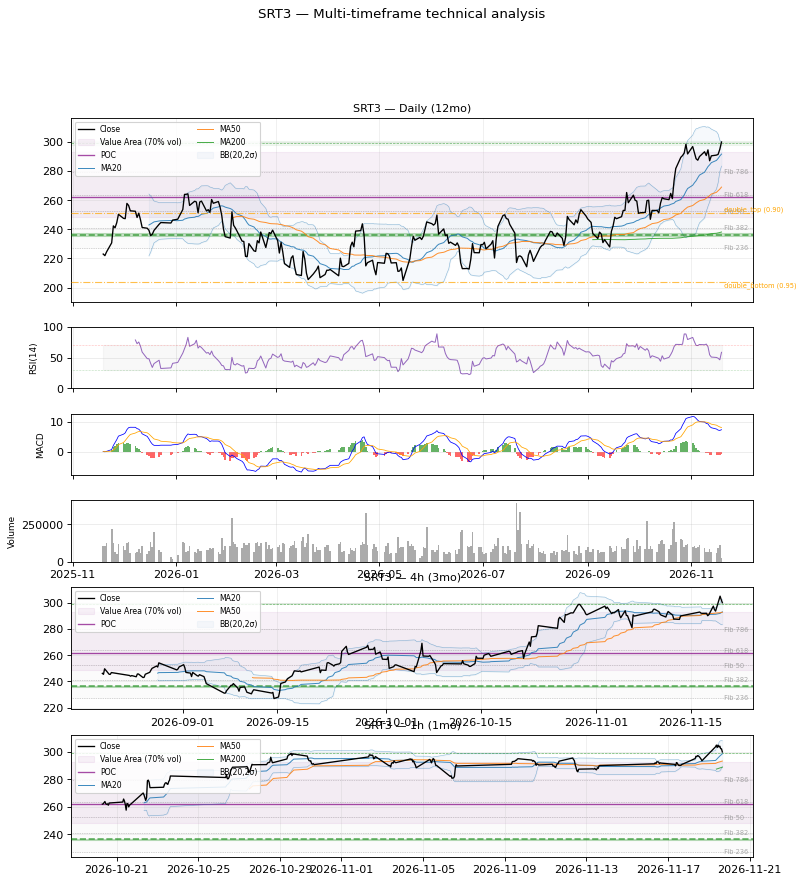 SRT3 — Multi-timeframe technical analysis
SRT3 — Daily (12mo)
Close
Value Area (70% vol)
POC
MA20
MA50
MA200
BB(20,2σ)
300
280
260
240
220
200
Fib 786
Fib 618
double_top (0.90)
Fib 382
Fib 236
double_bottom (0.95)
RSI(14)
100
50
0
MACD
10
0
Volume
250000
0
2025-11
2026-01
2026-03
2026-05
2026-07
2026-09
2026-11
SRT3 — 4h (3mo)
Close
Value Area (70% vol)
POC
MA20
MA50
BB(20,2σ)
300
280
260
240
220
Fib 786
Fib 618
Fib 50
Fib 382
Fib 236
2026-09-01
2026-09-15
2026-10-01
2026-10-15
2026-11-01
2026-11-15
SRT3 — 1h (1mo)
Close
Value Area (70% vol)
POC
MA20
MA50
MA200
BB(20,2σ)
300
280
260
240
Fib 786
Fib 618
Fib 50
Fib 382
Fib 236
2026-10-21
2026-10-25
2026-10-29
2026-11-01
2026-11-05
2026-11-09
2026-11-13
2026-11-17
2026-11-21